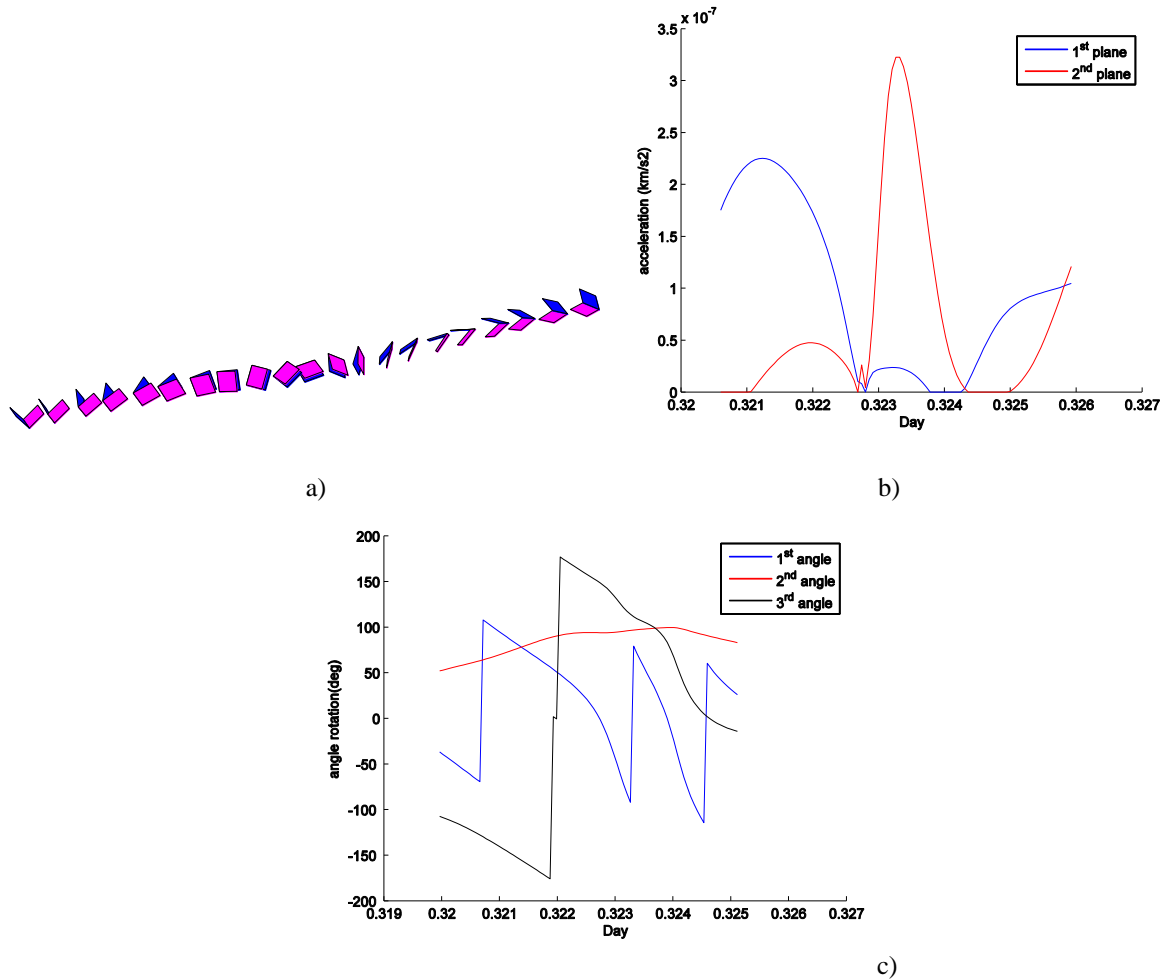 x 10^-7
3.5
3
2.5
2
1.5
1
0.5
0
acceleration (km/s2)
0.32 0.321 0.322 0.323 0.324 0.325 0.326 0.327
Day
1st plane
2nd plane
a)
b)
200
150
100
50
0
-50
-100
-150
-200
angle rotation(deg)
0.319 0.32 0.321 0.322 0.323 0.324 0.325 0.326 0.327
Day
1st angle
2nd angle
3rd angle
c)